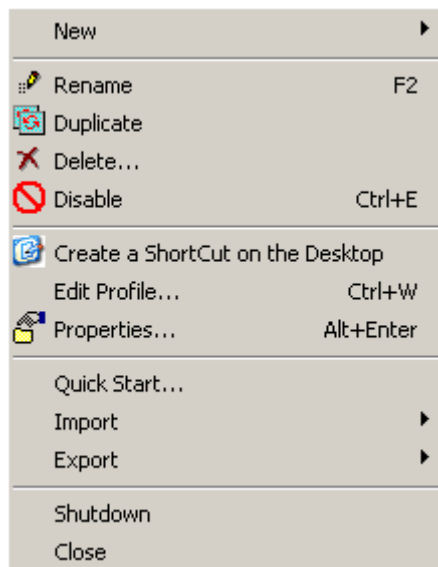 New
Rename F2
Duplicate
Delete...
Disable Ctrl+E
Create a ShortCut on the Desktop
Edit Profile... Ctrl+W
Properties... Alt+Enter
Quick Start...
Import
Export
Shutdown
Close